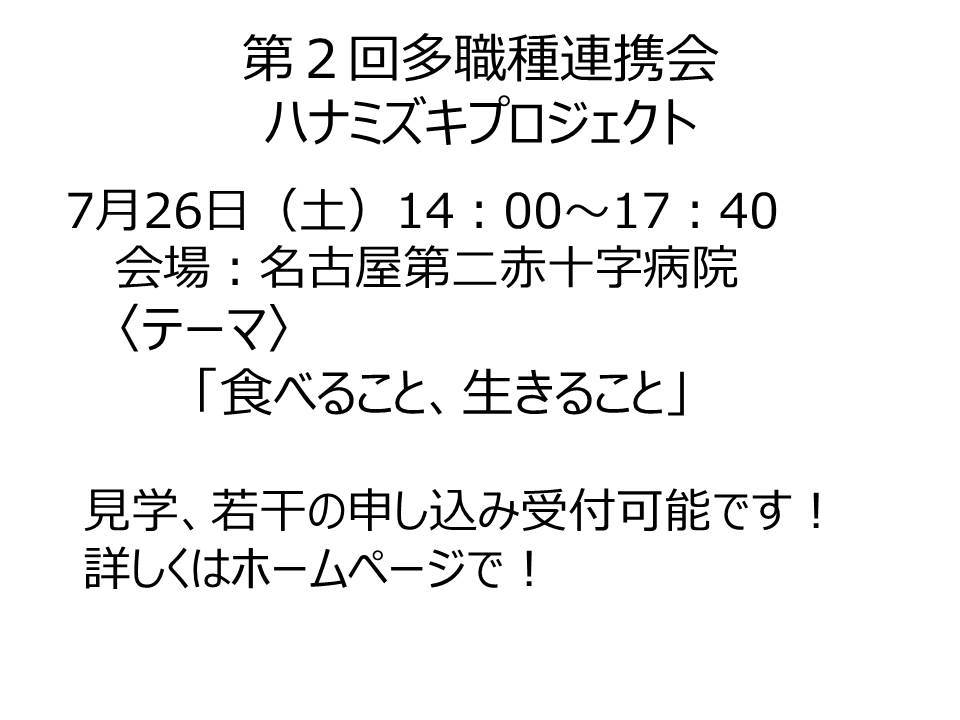 第２回多職種連携会
ハナミズキプロジェクト
7月26日（土）14：00～17：40
会場：名古屋第二赤十字病院
〈テーマ〉
「食べること、生きること」
見学、若干の申し込み受付可能です！
詳しくはホームページで！